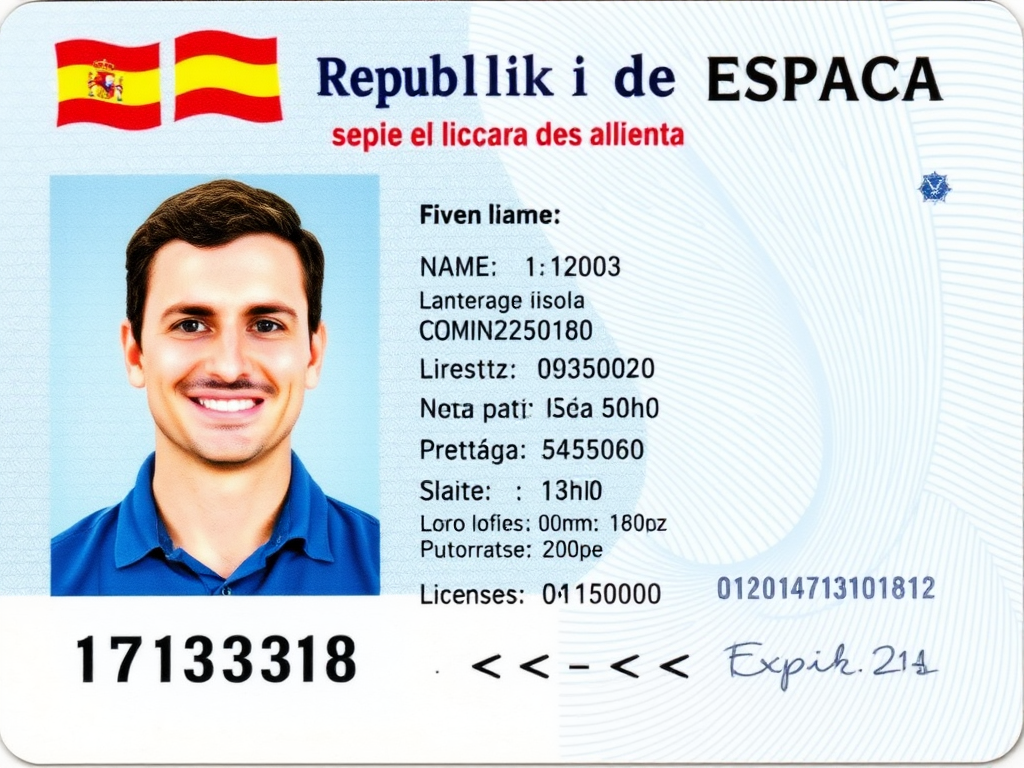 Republlik i de ESPACA
sepie el liccara des allienta
Fiven liame:
NAME: 1:12003
Lanterage iisola
COMIN2250180
Liresttz: 09350020
Neta pati: ISéa 50h0
Prettága: 5455060
Slaite: : 13hl0
Loro lofies: 00mm: 180pz
Putorratse: 200pe
Licenses: 01150000
012014713101812
17133318
. < < – < <
Expik. 211